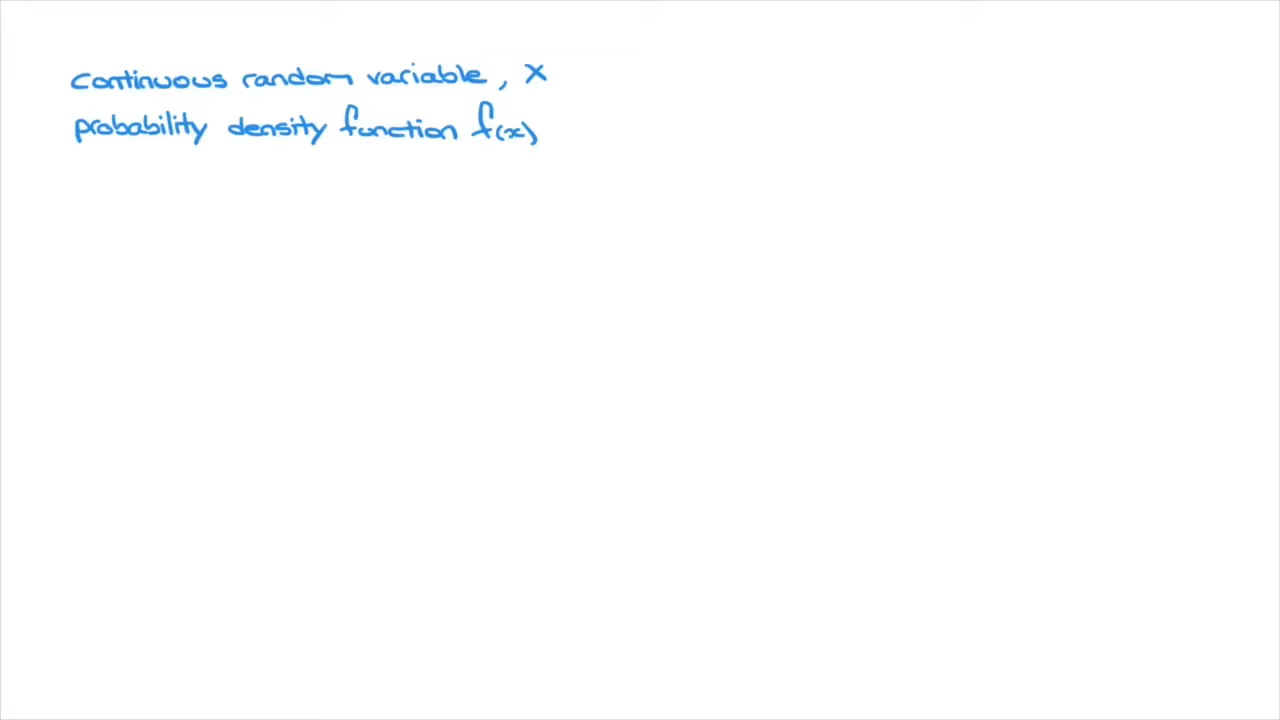 continuous random variable, X
probability density function f(x)